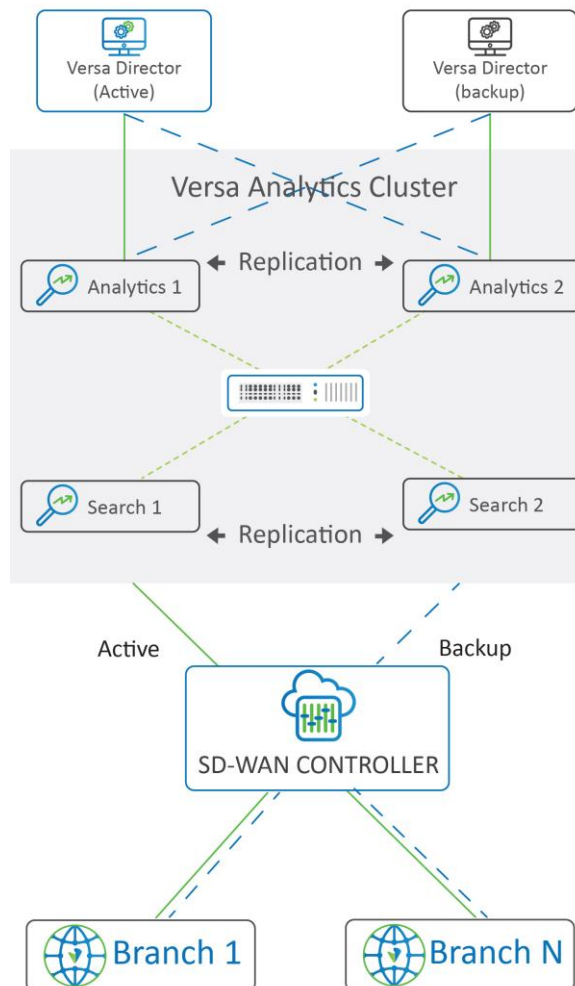 Versa Director
(Active)
Versa Director
(backup)
Versa Analytics Cluster
Replication
Analytics 1
Analytics 2
Search 1
Search 2
Replication
Active
Backup
SD-WAN CONTROLLER
Branch 1
Branch N